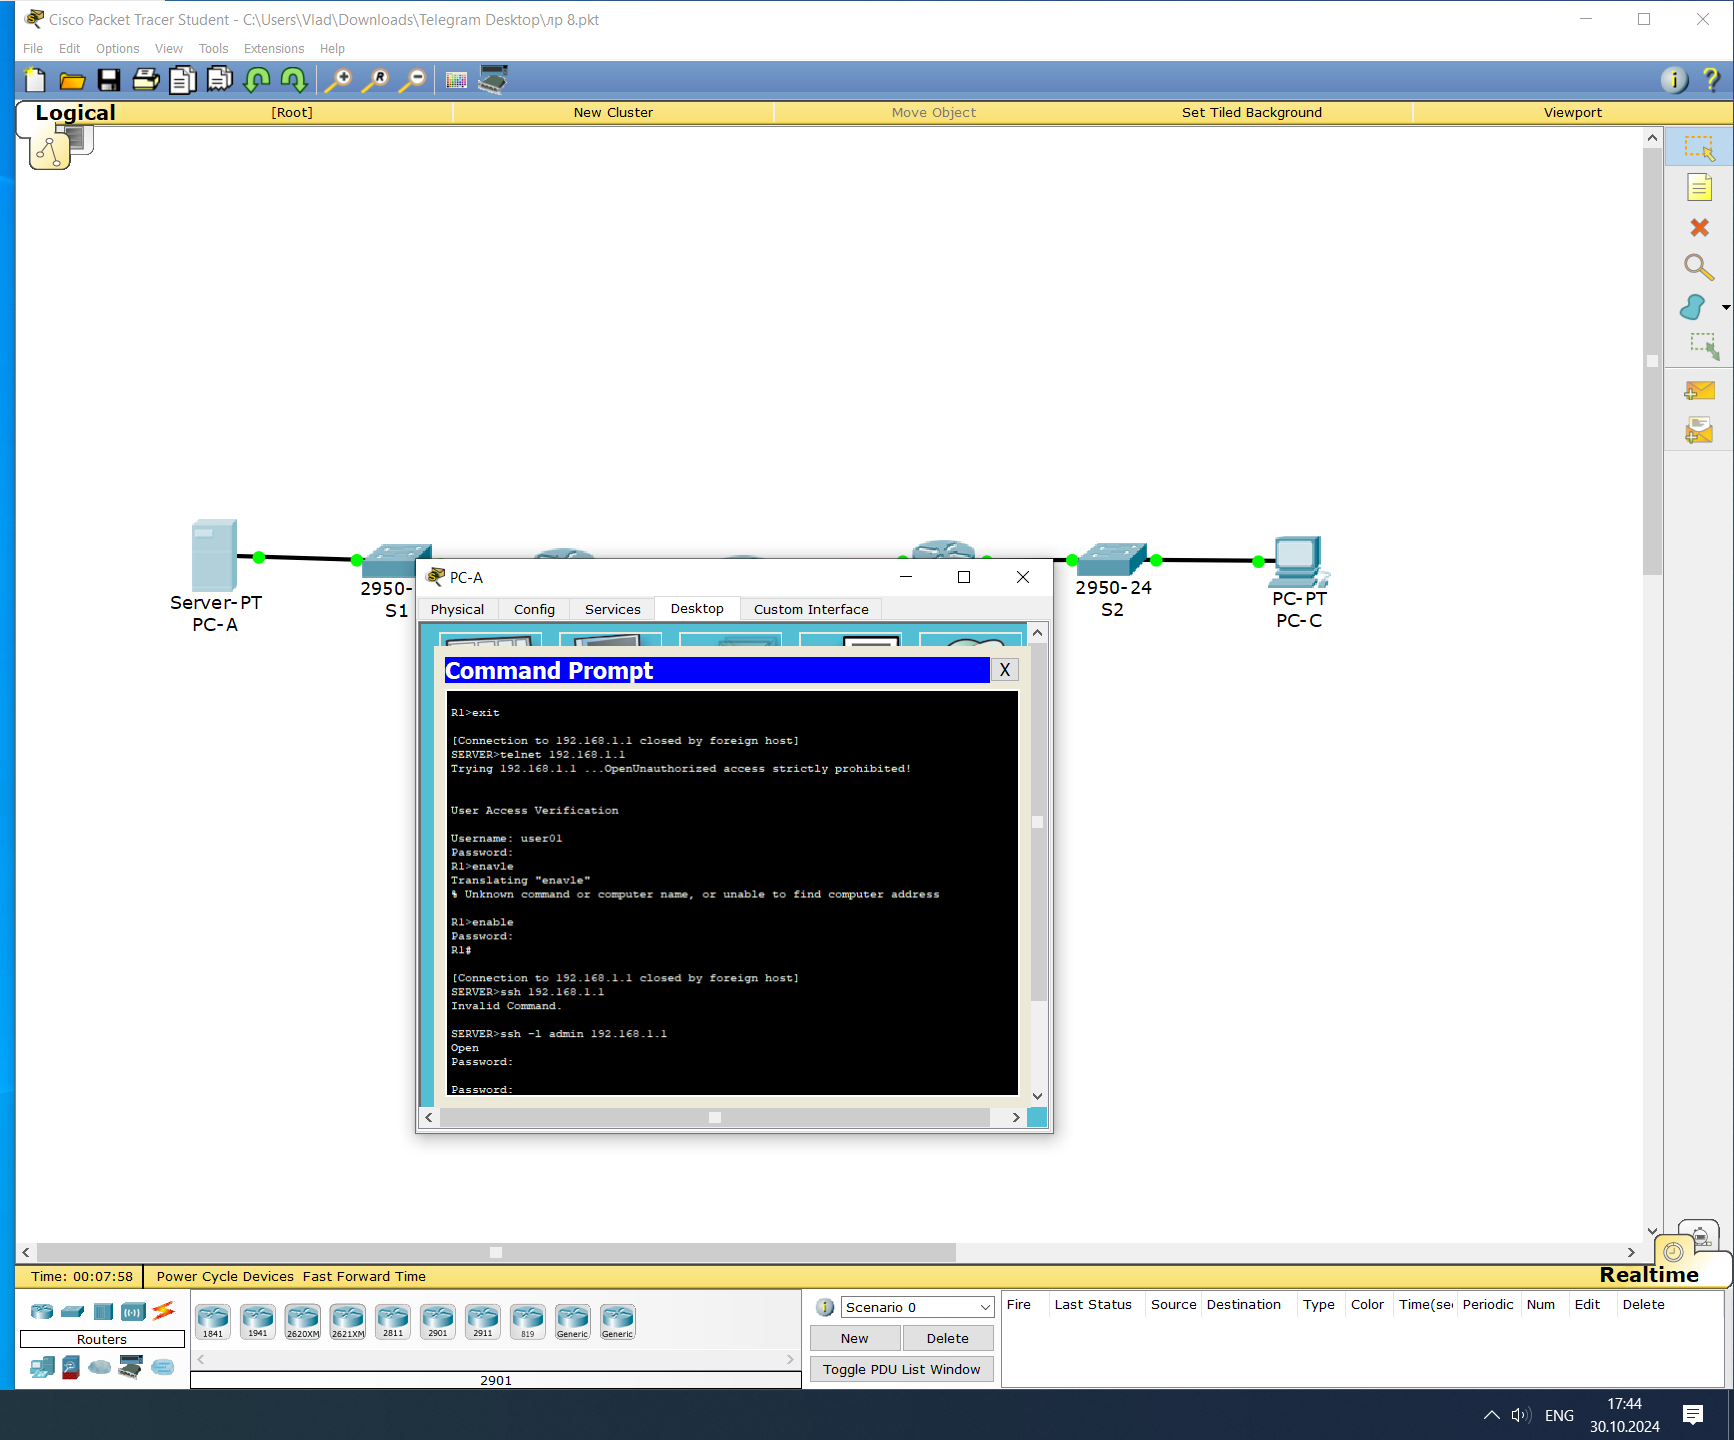 Cisco Packet Tracer Student - C:\Users\Vlad\Downloads\Telegram Desktop\лр 8.pkt
File Edit Options View Tools Extensions Help
Logical [Root] New Cluster Move Object Set Tiled Background Viewport
Server-PT
PC-A
2950-
S1
2950-24
S2
PC-PT
PC-C
PC-A
Physical Config Services Desktop Custom Interface
Command Prompt X
R1>exit
[Connection to 192.168.1.1 closed by foreign host]
SERVER>telnet 192.168.1.1
Trying 192.168.1.1 ...OpenUnauthorized access strictly prohibited!
User Access Verification
Username: user01
Password:
R1>enavle
Translating "enavle"
% Unknown command or computer name, or unable to find computer address
R1>enable
Password:
R1#
[Connection to 192.168.1.1 closed by foreign host]
SERVER>ssh 192.168.1.1
Invalid Command.
SERVER>ssh -l admin 192.168.1.1
Open
Password:
Password:
Realtime
Time: 00:07:58 Power Cycle Devices Fast Forward Time
Routers
1841 1941 2620XM 2621XM 2811 2901 2911 819 Generic Generic
2901
Scenario 0
New Delete
Toggle PDU List Window
Fire Last Status Source Destination Type Color Time(sec Periodic Num Edit Delete
ENG
17:44
30.10.2024